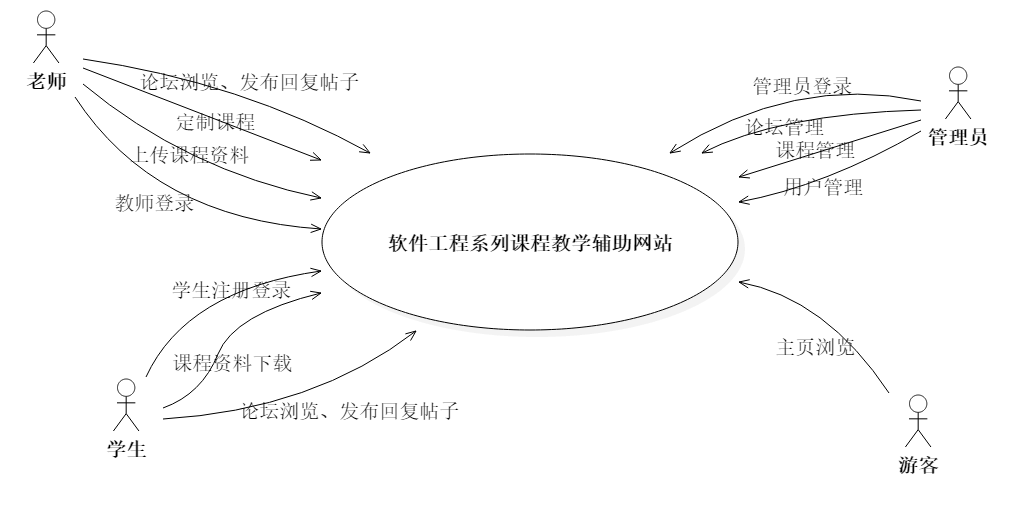 老师
论坛浏览、发布回复帖子
定制课程
上传课程资料
教师登录
管理员登录
论坛管理
课程管理
用户管理
管理员
软件工程系列课程教学辅助网站
学生注册登录
课程资料下载
论坛浏览、发布回复帖子
学生
主页浏览
游客